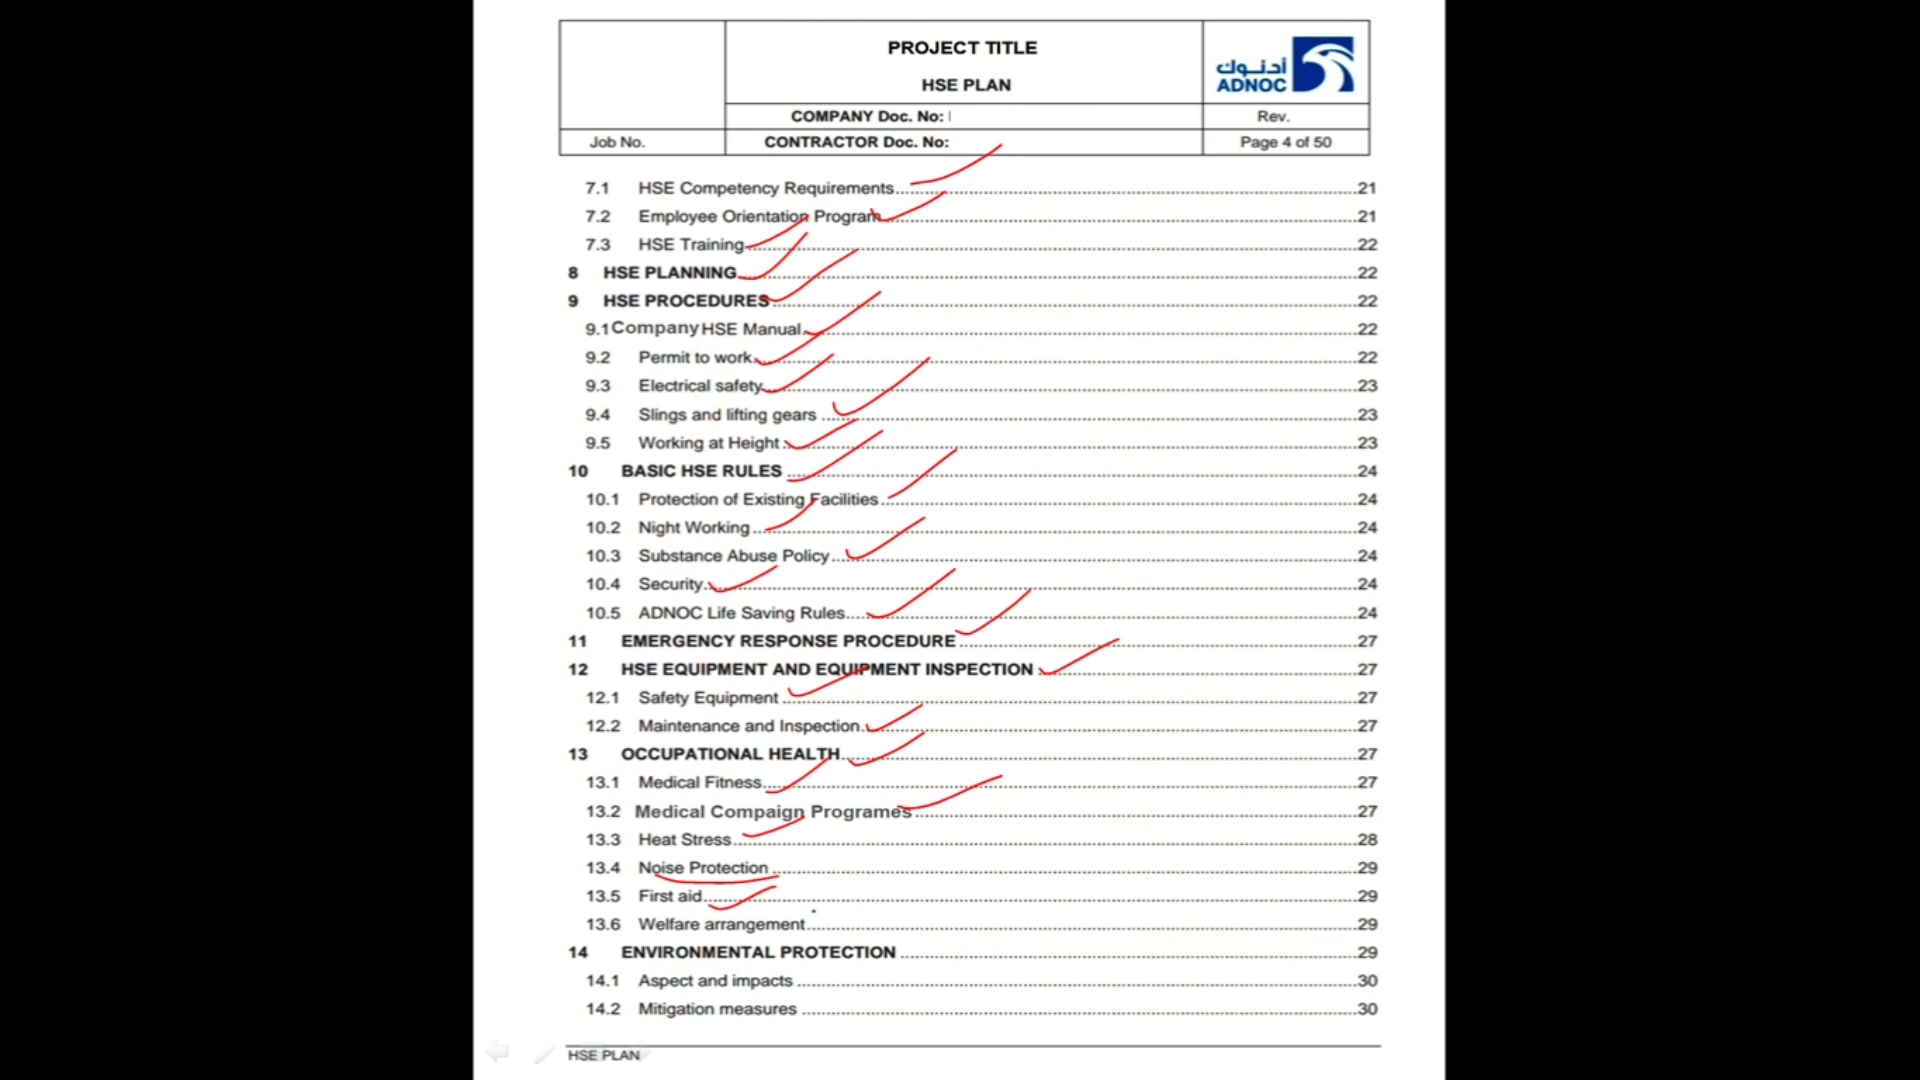 PROJECT TITLE
HSE PLAN
أدنوك
ADNOC
COMPANY Doc. No:
Rev.
Job No.
CONTRACTOR Doc. No:
Page 4 of 50
7.1 HSE Competency Requirements 21
7.2 Employee Orientation Program 21
7.3 HSE Training 22
8 HSE PLANNING 22
9 HSE PROCEDURES 22
9.1 Company HSE Manual 22
9.2 Permit to work 22
9.3 Electrical safety 23
9.4 Slings and lifting gears 23
9.5 Working at Height 23
10 BASIC HSE RULES 24
10.1 Protection of Existing Facilities 24
10.2 Night Working 24
10.3 Substance Abuse Policy 24
10.4 Security 24
10.5 ADNOC Life Saving Rules 24
11 EMERGENCY RESPONSE PROCEDURE 27
12 HSE EQUIPMENT AND EQUIPMENT INSPECTION 27
12.1 Safety Equipment 27
12.2 Maintenance and Inspection 27
13 OCCUPATIONAL HEALTH 27
13.1 Medical Fitness 27
13.2 Medical Compaign Programes 27
13.3 Heat Stress 28
13.4 Noise Protection 29
13.5 First aid 29
13.6 Welfare arrangement 29
14 ENVIRONMENTAL PROTECTION 29
14.1 Aspect and impacts 30
14.2 Mitigation measures 30
HSE PLAN